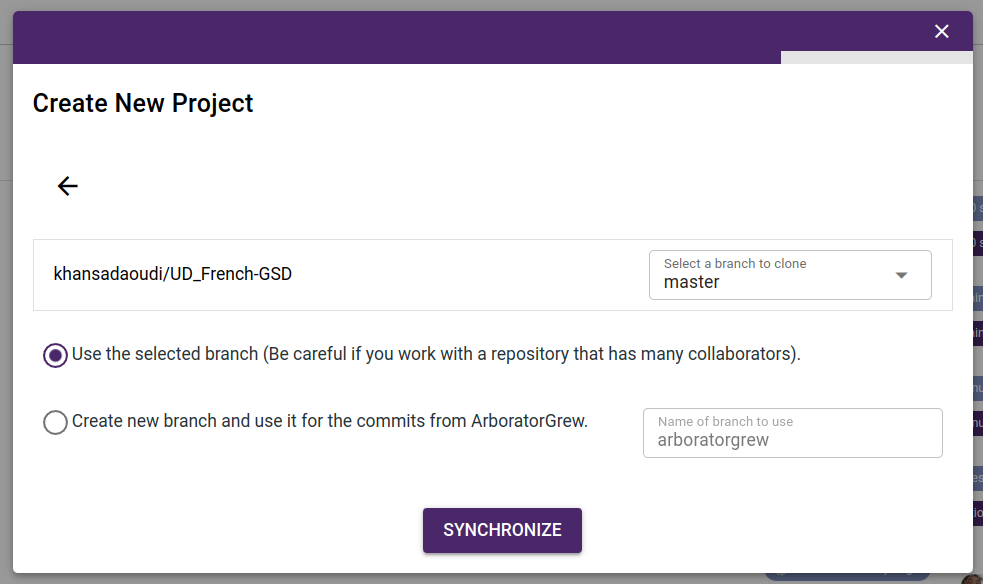 Create New Project
khansadaoudi/UD_French-GSD
Select a branch to clone
master
Use the selected branch (Be careful if you work with a repository that has many collaborators).
Create new branch and use it for the commits from ArboratorGrew.
Name of branch to use
arboratorgrew
SYNCHRONIZE